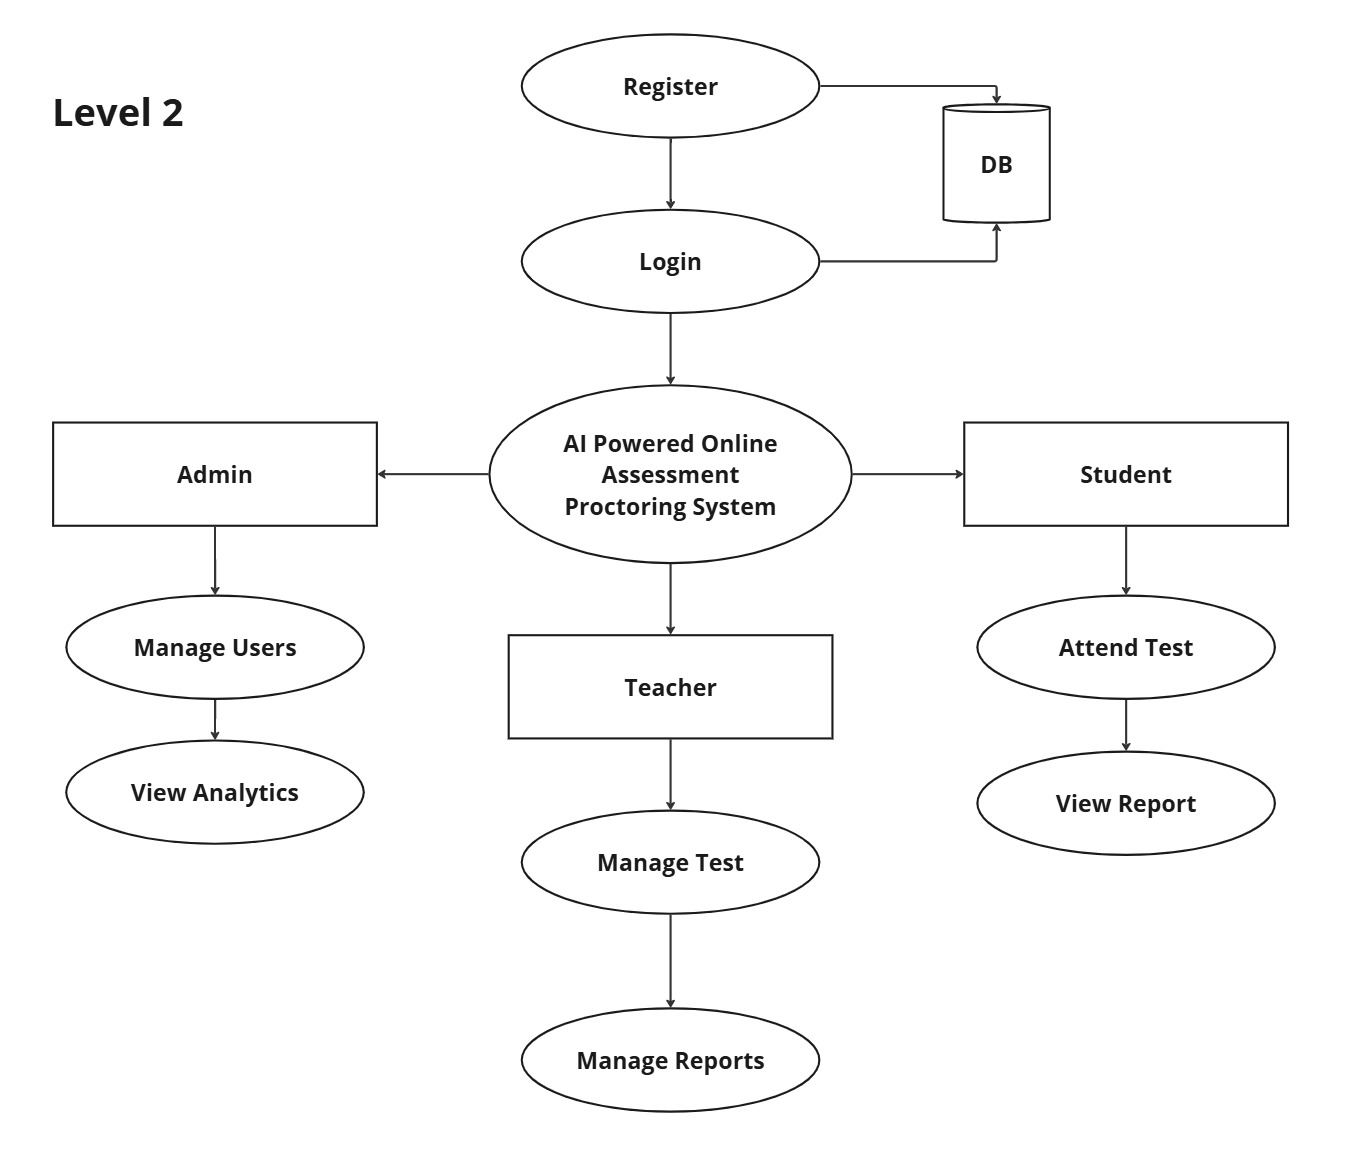 Level 2
Register
DB
Login
AI Powered Online
Assessment
Proctoring System
Admin
Student
Manage Users
Attend Test
Teacher
View Analytics
View Report
Manage Test
Manage Reports